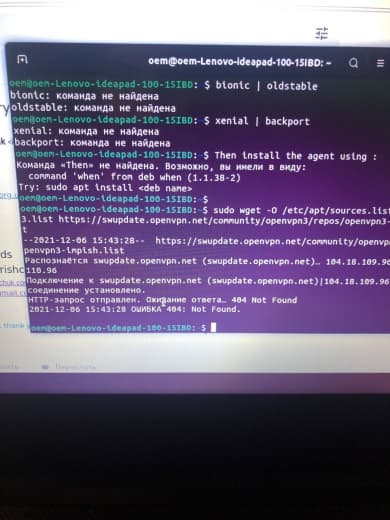 oem@oem-Lenovo-ideapad-100-15IBD: ~
oem@oem-Lenovo-ideapad-100-15IBD:~$ bionic | oldstable
bionic: команда не найдена
oldstable: команда не найдена
oem@oem-Lenovo-ideapad-100-15IBD:~$ xenial | backport
xenial: команда не найдена
backport: команда не найдена
oem@oem-Lenovo-ideapad-100-15IBD:~$ Then install the agent using :
Команда «Then» не найдена. Возможно, вы имели в виду:
command 'when' from deb when (1.1.38-2)
Try: sudo apt install <deb name>
oem@oem-Lenovo-ideapad-100-15IBD:~$
oem@oem-Lenovo-ideapad-100-15IBD:~$ sudo wget -O /etc/apt/sources.list
3.list https://swupdate.openvpn.net/community/openvpn3/repos/openvpn3-
t
--2021-12-06 15:43:28-- https://swupdate.openvpn.net/community/openvp
penvpn3-impish.list
Распознаётся swupdate.openvpn.net (swupdate.openvpn.net)… 104.18.109.96
110.96
Подключение к swupdate.openvpn.net (swupdate.openvpn.net)|104.18.109.96
соединение установлено.
HTTP-запрос отправлен. Ожидание ответа… 404 Not Found
2021-12-06 15:43:28 ОШИБКА 404: Not Found.
oem@oem-Lenovo-ideapad-100-15IBD:~$
Переслать